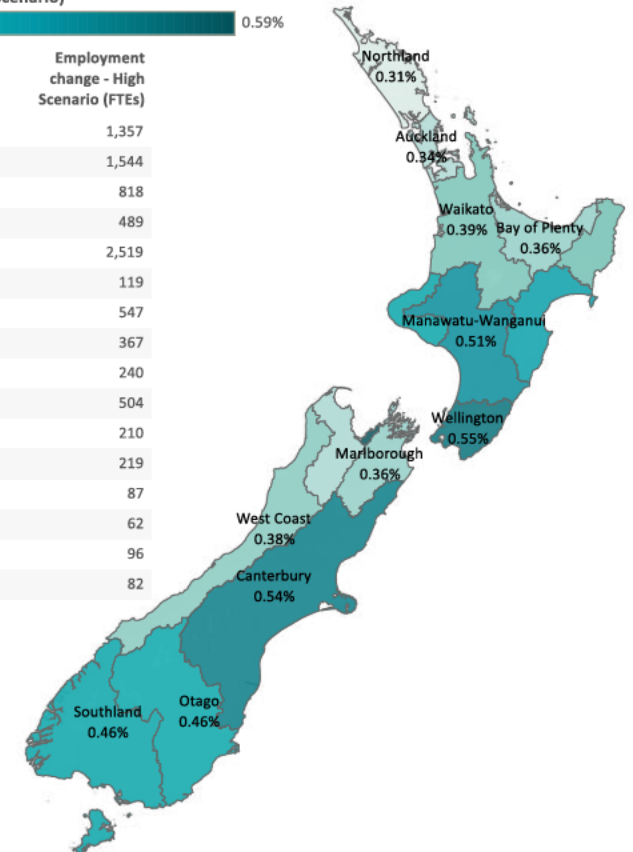 scenario)
0.59%
Employment
change - High
Scenario (FTEs)
1,357
1,544
818
489
2,519
119
547
367
240
504
210
219
87
62
96
82
Northland
0.31%
Auckland
0.34%
Waikato
0.39%
Bay of Plenty
0.36%
Manawatu-Wanganui
0.51%
Wellington
0.55%
Marlborough
0.36%
West Coast
0.38%
Canterbury
0.54%
Otago
0.46%
Southland
0.46%